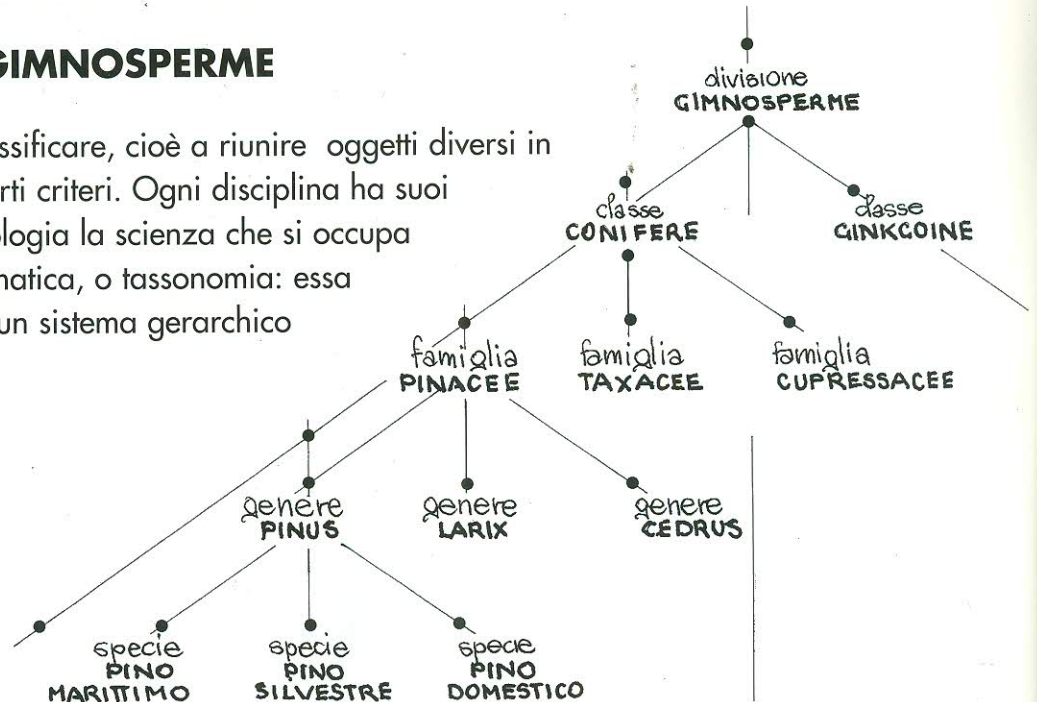 GIMNOSPERME
ssificare, cioè a riunire oggetti diversi in
rti criteri. Ogni disciplina ha suoi
ologia la scienza che si occupa
natica, o tassonomia: essa
un sistema gerarchico
divisione
GIMNOSPERME
classe
CONIFERE
classe
GINKGOINE
famiglia
PINACEE
famiglia
TAXACEE
famiglia
CUPRESSACEE
genere
PINUS
genere
LARIX
genere
CEDRUS
specie
PINO
MARITTIMO
specie
PINO
SILVESTRE
specie
PINO
DOMESTICO